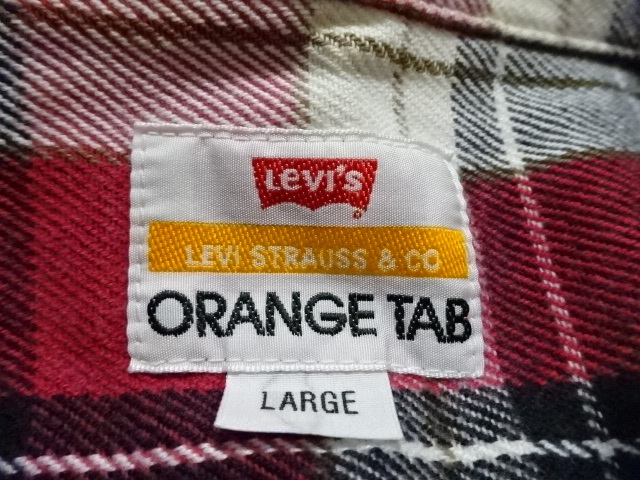 LEVI'S
LEVI STRAUSS & CO
ORANGE TAB
LARGE